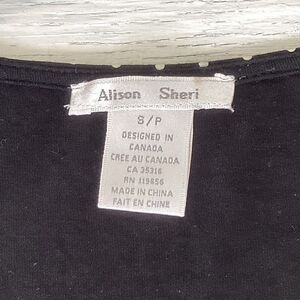 Alison Sheri
S/P
DESIGNED IN
CANADA
CREE AU CANADA
CA 35316
RN 119856
MADE IN CHINA
FAIT EN CHINE